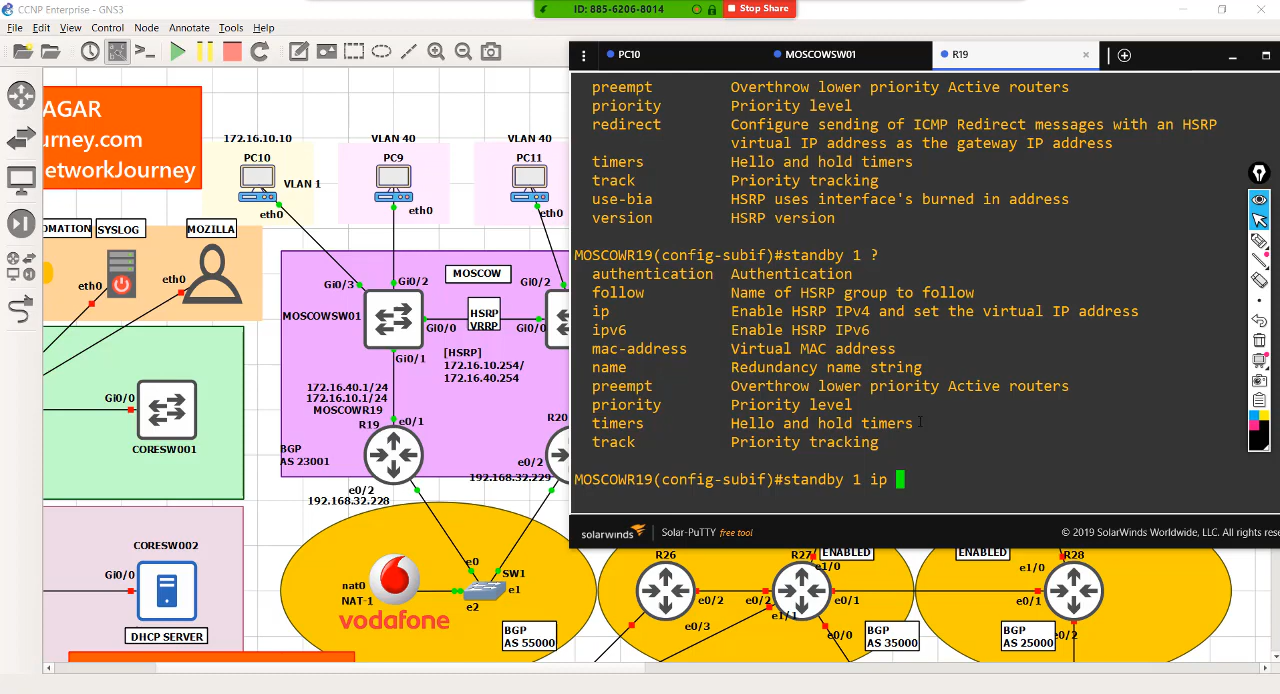 CCNP Enterprise - GNS3
ID: 885-6206-8014
Stop Share
File Edit View Control Node Annotate Tools Help
PC10
MOSCOWSW01
R19
preempt Overthrow lower priority Active routers
priority Priority level
redirect Configure sending of ICMP Redirect messages with an HSRP
virtual IP address as the gateway IP address
timers Hello and hold timers
track Priority tracking
use-bia HSRP uses interface's burned in address
version HSRP version
MOSCOWR19(config-subif)#standby 1 ?
authentication Authentication
follow Name of HSRP group to follow
ip Enable HSRP IPv4 and set the virtual IP address
ipv6 Enable HSRP IPv6
mac-address Virtual MAC address
name Redundancy name string
preempt Overthrow lower priority Active routers
priority Priority level
timers Hello and hold timers
track Priority tracking
MOSCOWR19(config-subif)#standby 1 ip
solarwinds
Solar-PuTTY free tool
© 2019 SolarWinds Worldwide, LLC. All rights rese
AGAR
urney.com
etworkJourney
172.16.10.10
PC10
VLAN 1
eth0
VLAN 40
PC9
eth0
VLAN 40
PC11
eth0
OMATION
SYSLOG
MOZILLA
eth0
eth0
MOSCOW
Gi0/3
Gi0/2
Gi0/2
MOSCOWSW01
Gi0/0
HSRP
VRRP
Gi0/0
Gi0/1
[HSRP]
172.16.10.254/
172.16.40.254
172.16.40.1/24
172.16.10.1/24
MOSCOWR19
R19
e0/1
R20
BGP
AS 23001
e0/2
192.168.32.228
192.168.32.229
e0/2
Gi0/0
CORESW001
CORESW002
Gi0/0
DHCP SERVER
nat0
NAT-1
vodafone
e0
SW1
e1
e2
BGP
AS 55000
R26
e0/2
e0/3
R27
ENABLED
e1/0
e0/2
e1/1
e0/1
e0/0
BGP
AS 35000
ENABLED
R28
e1/0
e0/1
e0/2
BGP
AS 25000